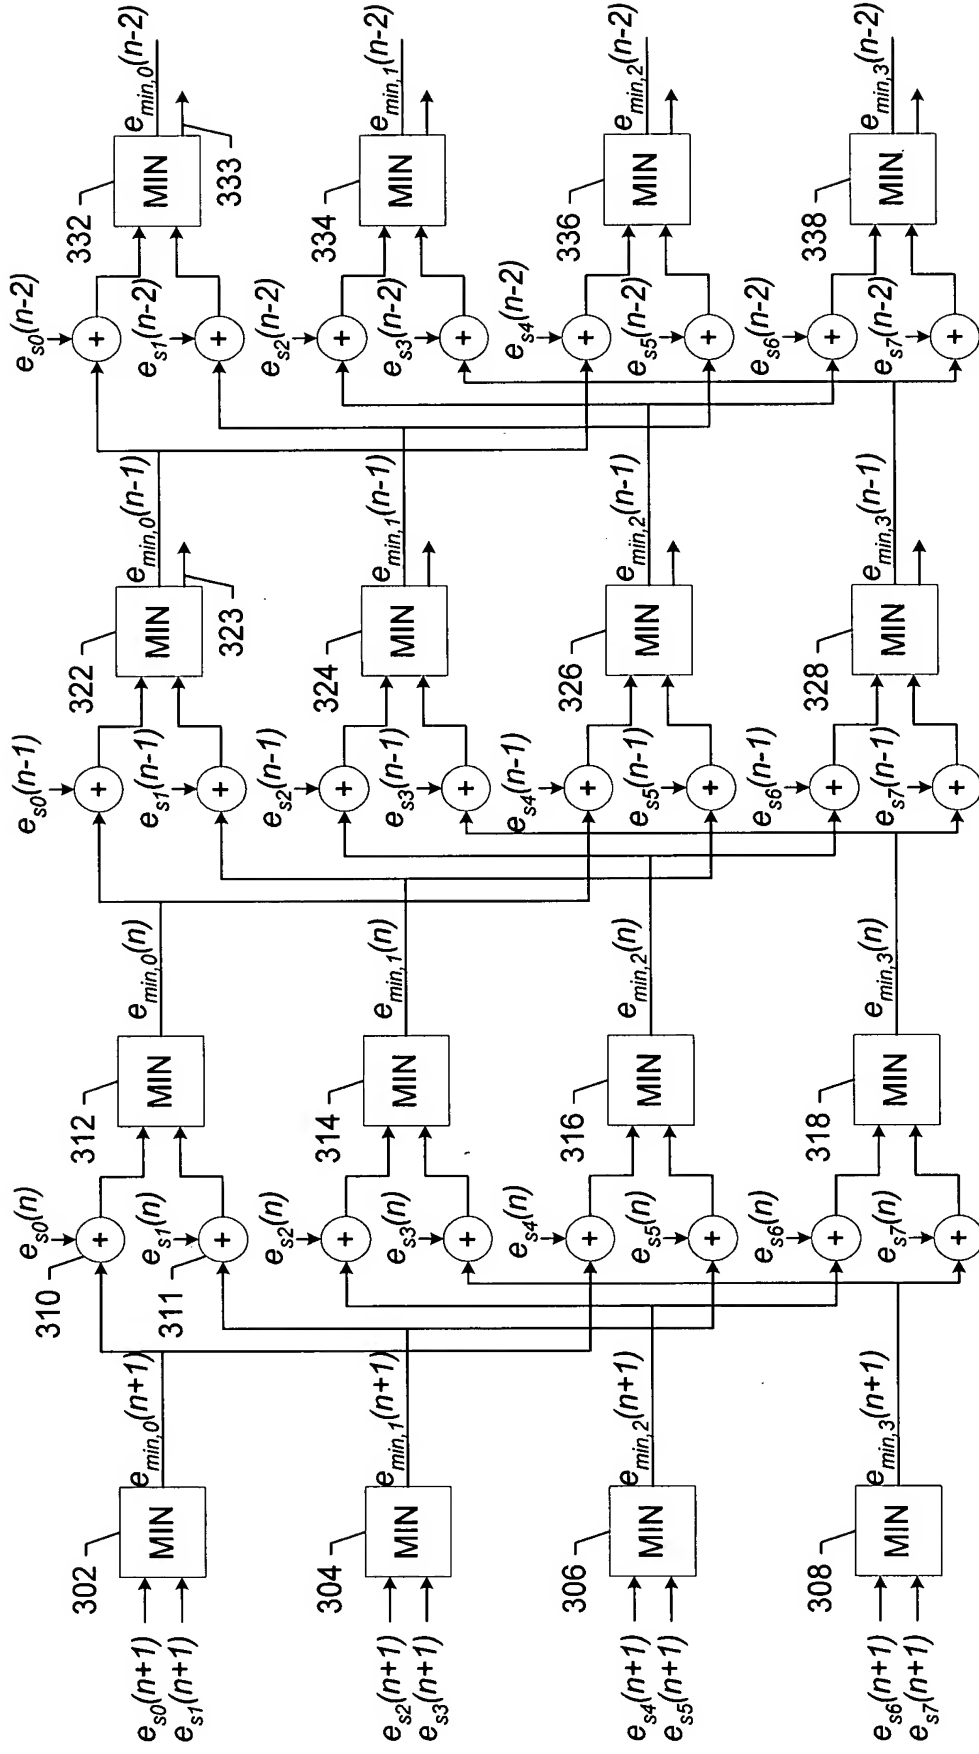 e_s0(n+1)
e_s1(n+1)
302
MIN
e_min,0(n+1)
310
e_s0(n)
+
311
e_s1(n)
+
312
MIN
e_min,0(n)
e_s0(n-1)
+
e_s1(n-1)
+
322
MIN
323
e_min,0(n-1)
e_s0(n-2)
+
e_s1(n-2)
+
332
MIN
333
e_min,0(n-2)
e_s2(n+1)
e_s3(n+1)
304
MIN
e_min,1(n+1)
e_s2(n)
+
e_s3(n)
+
314
MIN
e_min,1(n)
e_s2(n-1)
+
e_s3(n-1)
+
324
MIN
e_min,1(n-1)
e_s2(n-2)
+
e_s3(n-2)
+
334
MIN
e_min,1(n-2)
e_s4(n+1)
e_s5(n+1)
306
MIN
e_min,2(n+1)
e_s4(n)
+
e_s5(n)
+
316
MIN
e_min,2(n)
e_s4(n-1)
+
e_s5(n-1)
+
326
MIN
e_min,2(n-1)
e_s4(n-2)
+
e_s5(n-2)
+
336
MIN
e_min,2(n-2)
e_s6(n+1)
e_s7(n+1)
308
MIN
e_min,3(n+1)
e_s6(n)
+
e_s7(n)
+
318
MIN
e_min,3(n)
e_s6(n-1)
+
e_s7(n-1)
+
328
MIN
e_min,3(n-1)
e_s6(n-2)
+
e_s7(n-2)
+
338
MIN
e_min,3(n-2)